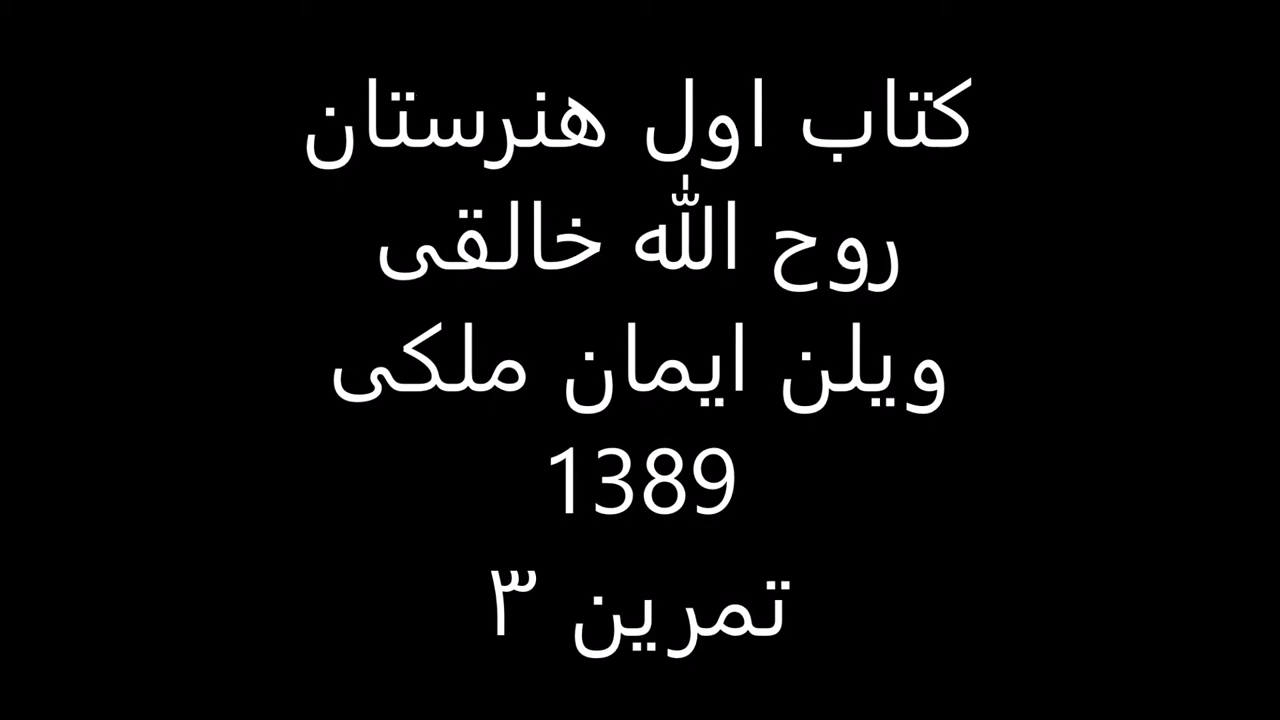 کتاب اول هنرستان
روح الله خالقی
ویلن ایمان ملکی
1389
تمرین ۳